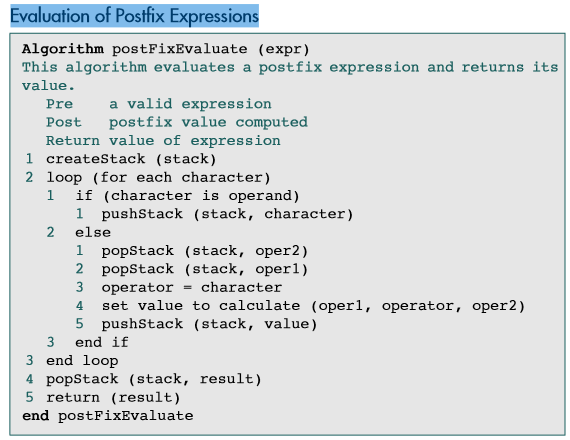 Evaluation of Postfix Expressions
Algorithm postFixEvaluate (expr)
This algorithm evaluates a postfix expression and returns its
value.
Pre a valid expression
Post postfix value computed
Return value of expression
1 createStack (stack)
2 loop (for each character)
1 if (character is operand)
1 pushStack (stack, character)
2 else
1 popStack (stack, oper2)
2 popStack (stack, oper1)
3 operator = character
4 set value to calculate (oper1, operator, oper2)
5 pushStack (stack, value)
3 end if
3 end loop
4 popStack (stack, result)
5 return (result)
end postFixEvaluate